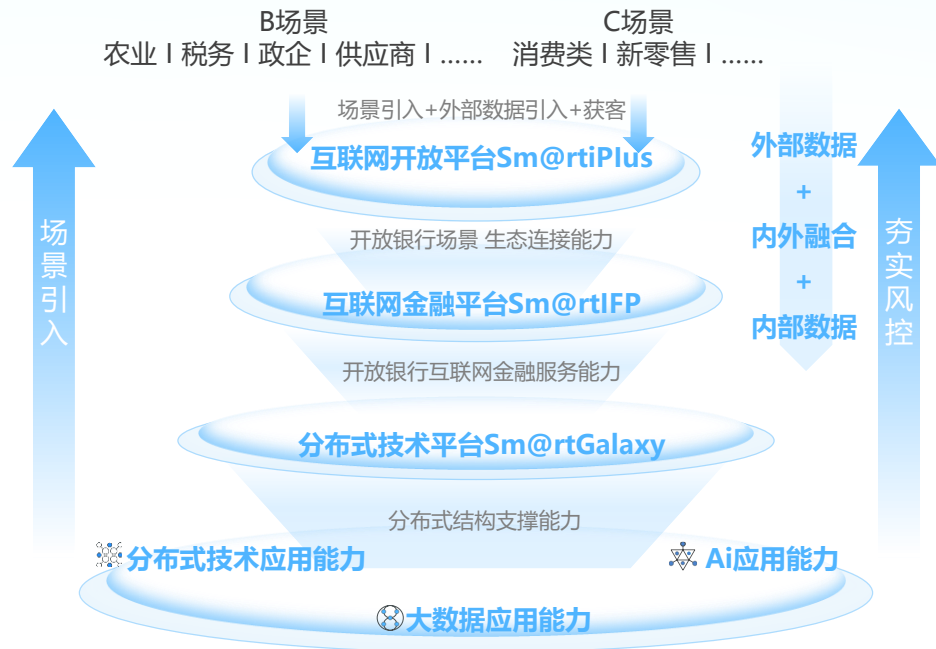 B场景
农业 I 税务 I 政企 I 供应商 I ......
C场景
消费类 I 新零售 I ......
场景引入+外部数据引入+获客
互联网开放平台Sm@rtiPlus
开放银行场景 生态连接能力
互联网金融平台Sm@rtIFP
开放银行互联网金融服务能力
分布式技术平台Sm@rtGalaxy
分布式结构支撑能力
分布式技术应用能力
Ai应用能力
大数据应用能力
场景引入
外部数据
+
内外融合
+
内部数据
夯实风控